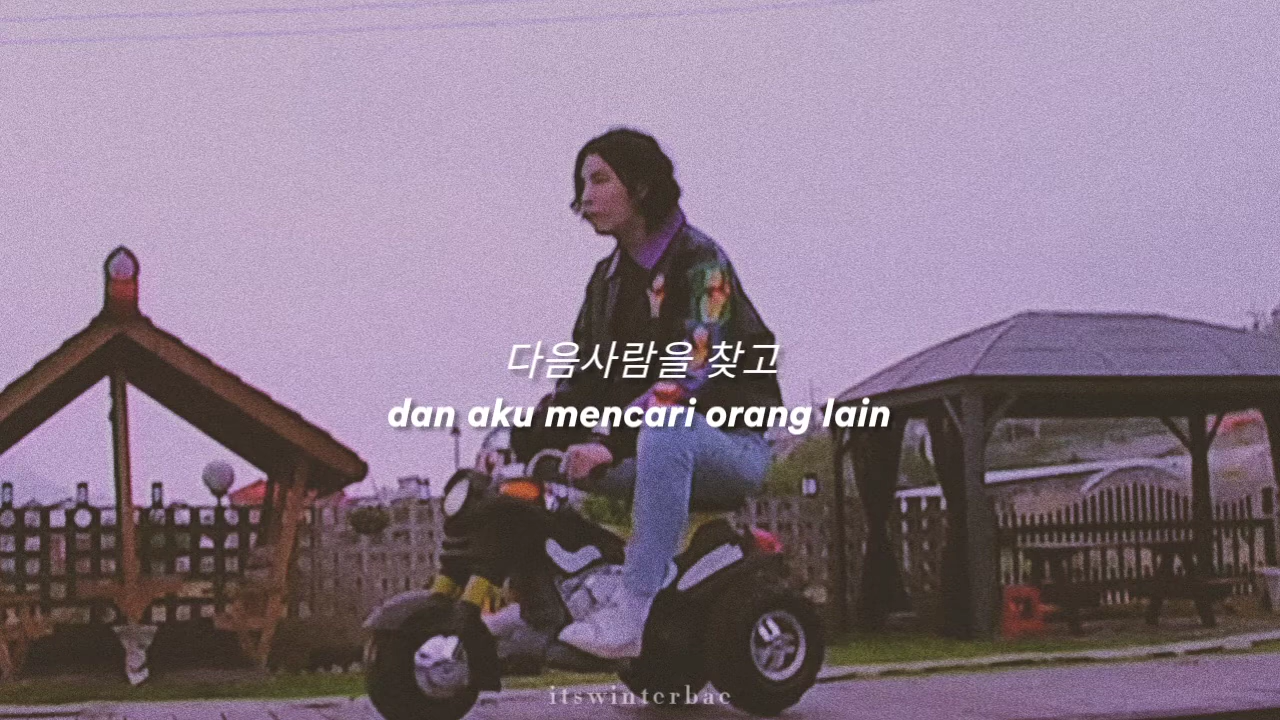 다음사람을 찾고
dan aku mencari orang lain
itswinterbae